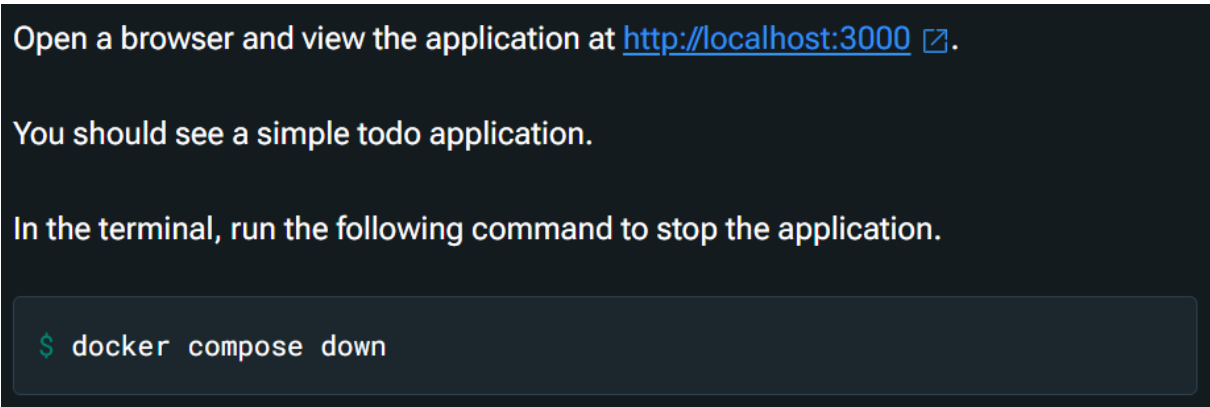 Open a browser and view the application at http://localhost:3000.
You should see a simple todo application.
In the terminal, run the following command to stop the application.
$ docker compose down